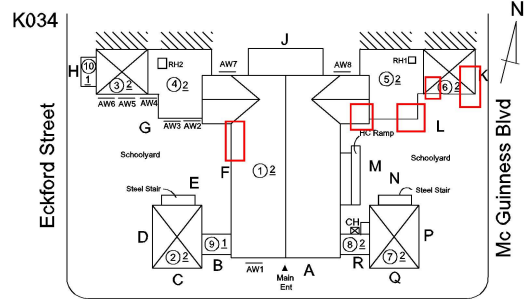 K034
N
J
H
10
1
3 2
RH2
AW7
AW8
RH1
4 2
5 2
6 2
K
AW6 AW5 AW4
G
AW3 AW2
F
L
HC Ramp
Eckford Street
Schoolyard
1 2
M
Schoolyard
Mc Guinness Blvd
Steel Stair
E
N
Steel Stair
D
CH
P
9 1
8 2
2 2
B
AW1
A
R
7 2
C
Main
Ent
Q